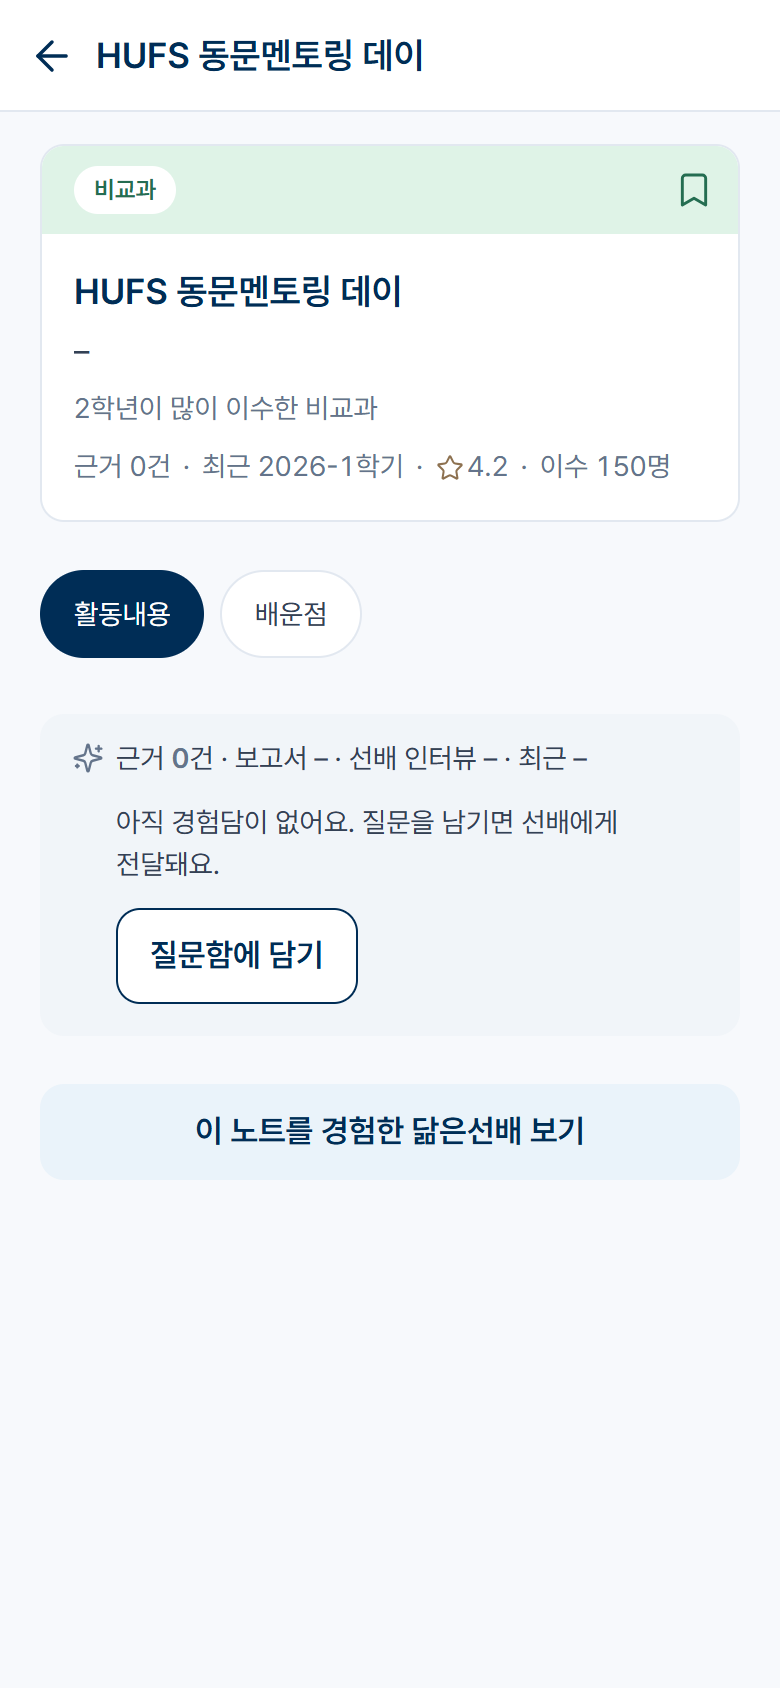 HUFS 동문멘토링 데이
비교과
HUFS 동문멘토링 데이
–
2학년이 많이 이수한 비교과
근거 0건 · 최근 2026-1학기 · 4.2 · 이수 150명
활동내용
배운점
근거 0건 · 보고서 – · 선배 인터뷰 – · 최근 –
아직 경험담이 없어요. 질문을 남기면 선배에게
전달돼요.
질문함에 담기
이 노트를 경험한 닮은선배 보기